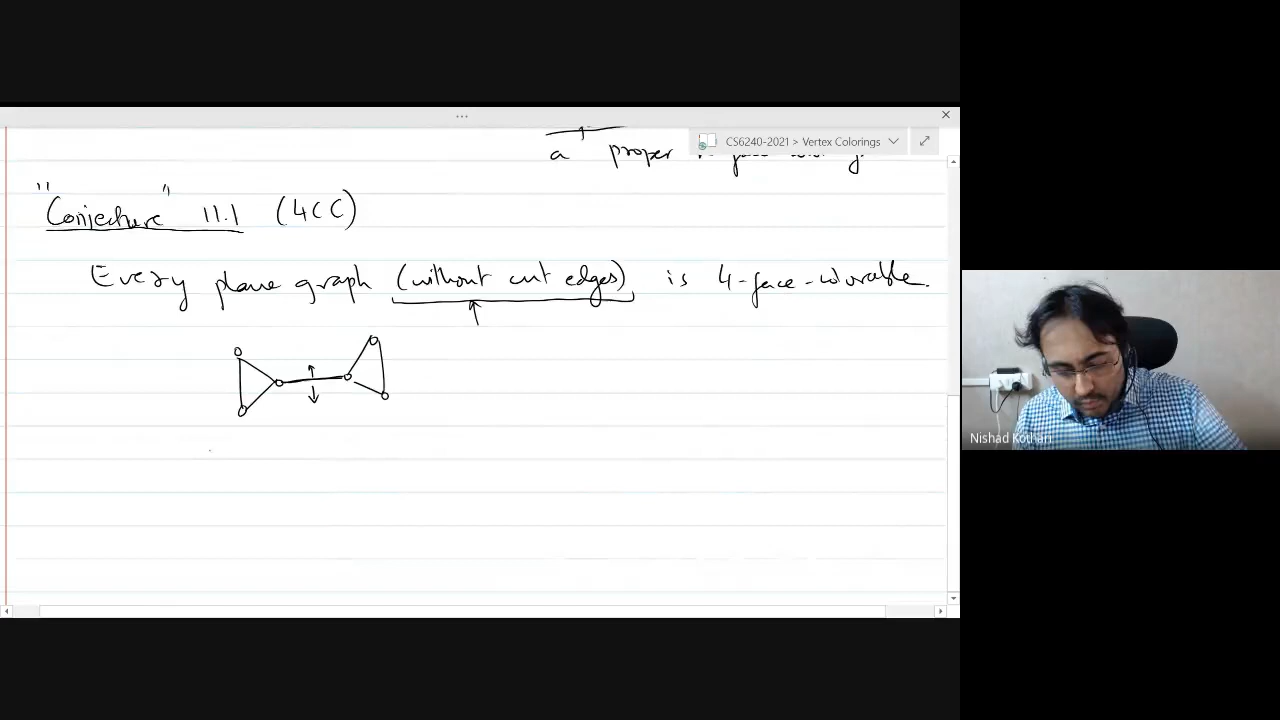 CS6240-2021 > Vertex Colorings
a proper
"Conjecture" 11.1 (4CC)
Every plane graph (without cut edges) is 4-face-colorable.
Nishad Kothari